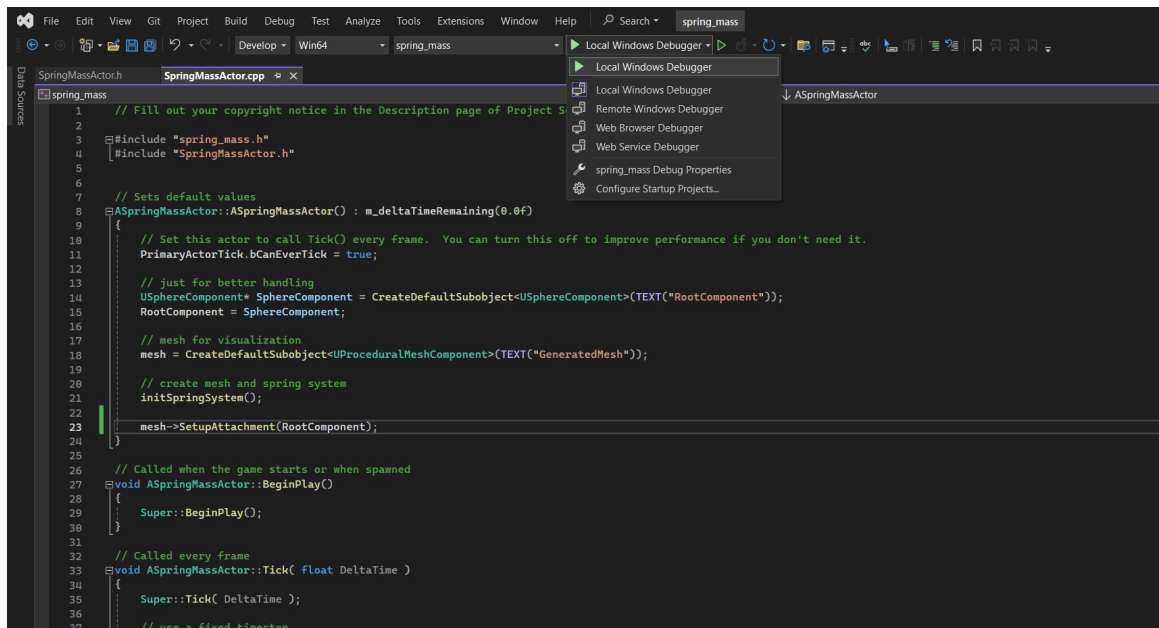 File Edit View Git Project Build Debug Test Analyze Tools Extensions Window Help Search spring_mass
Develop Win64 spring_mass Local Windows Debugger
Local Windows Debugger
Local Windows Debugger
Remote Windows Debugger
Web Browser Debugger
Web Service Debugger
spring_mass Debug Properties
Configure Startup Projects...
Data Sources
SpringMassActor.h SpringMassActor.cpp
spring_mass ASpringMassActor
1 // Fill out your copyright notice in the Description page of Project S
2
3 #include "spring_mass.h"
4 #include "SpringMassActor.h"
5
6
7 // Sets default values
8 ASpringMassActor::ASpringMassActor() : m_deltaTimeRemaining(0.0f)
9 {
10 // Set this actor to call Tick() every frame.  You can turn this off to improve performance if you don't need it.
11 PrimaryActorTick.bCanEverTick = true;
12
13 // just for better handling
14 USphereComponent* SphereComponent = CreateDefaultSubobject<USphereComponent>(TEXT("RootComponent"));
15 RootComponent = SphereComponent;
16
17 // mesh for visualization
18 mesh = CreateDefaultSubobject<UProceduralMeshComponent>(TEXT("GeneratedMesh"));
19
20 // create mesh and spring system
21 initSpringSystem();
22
23 mesh->SetupAttachment(RootComponent);
24 }
25
26 // Called when the game starts or when spawned
27 void ASpringMassActor::BeginPlay()
28 {
29 Super::BeginPlay();
30 }
31
32 // Called every frame
33 void ASpringMassActor::Tick( float DeltaTime )
34 {
35 Super::Tick( DeltaTime );
36
37 // use a fixed timestep